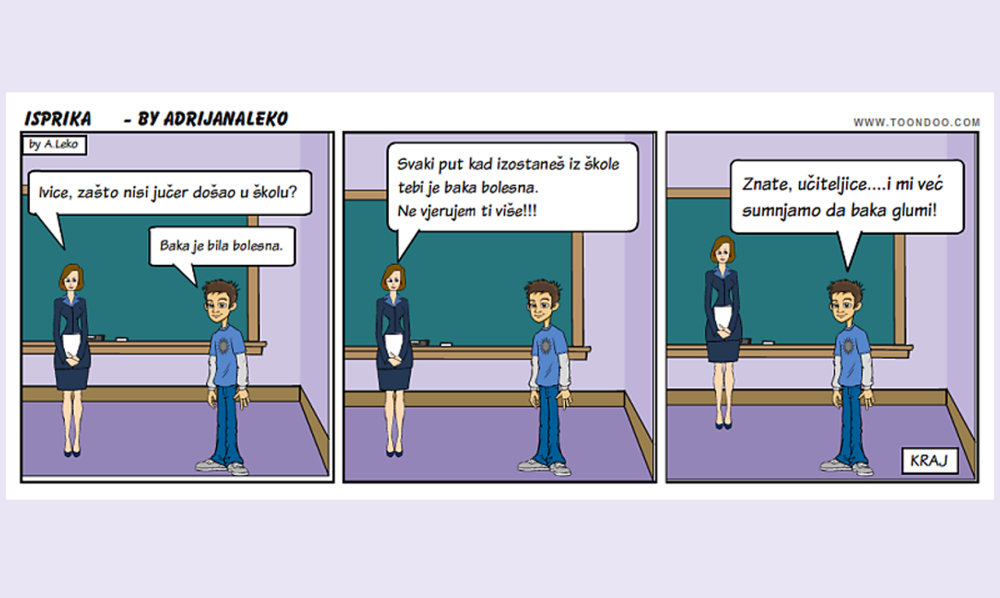 ISPRIKA - BY ADRIJANALEKO
WWW.TOONDOO.COM
by A.Leko
Ivice, zašto nisi jučer došao u školu?
Baka je bila bolesna.
Svaki put kad izostaneš iz škole
tebi je baka bolesna.
Ne vjerujem ti više!!!
Znate, učiteljice....i mi već
sumnjamo da baka glumi!
KRAJ